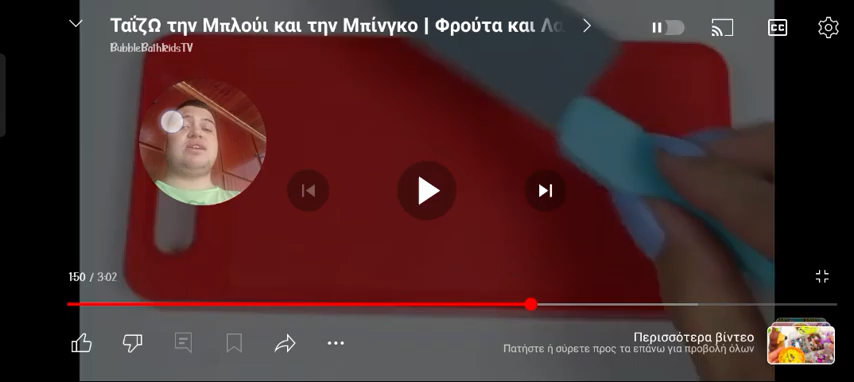 ΤαΐζΩ την Μπλούι και την Μπίνγκο | Φρούτα και Λα
BubbleBathkidsTV
CC
1:50 / 3:02
Περισσότερα βίντεο
Πατήστε ή σύρετε προς τα επάνω για προβολή όλων